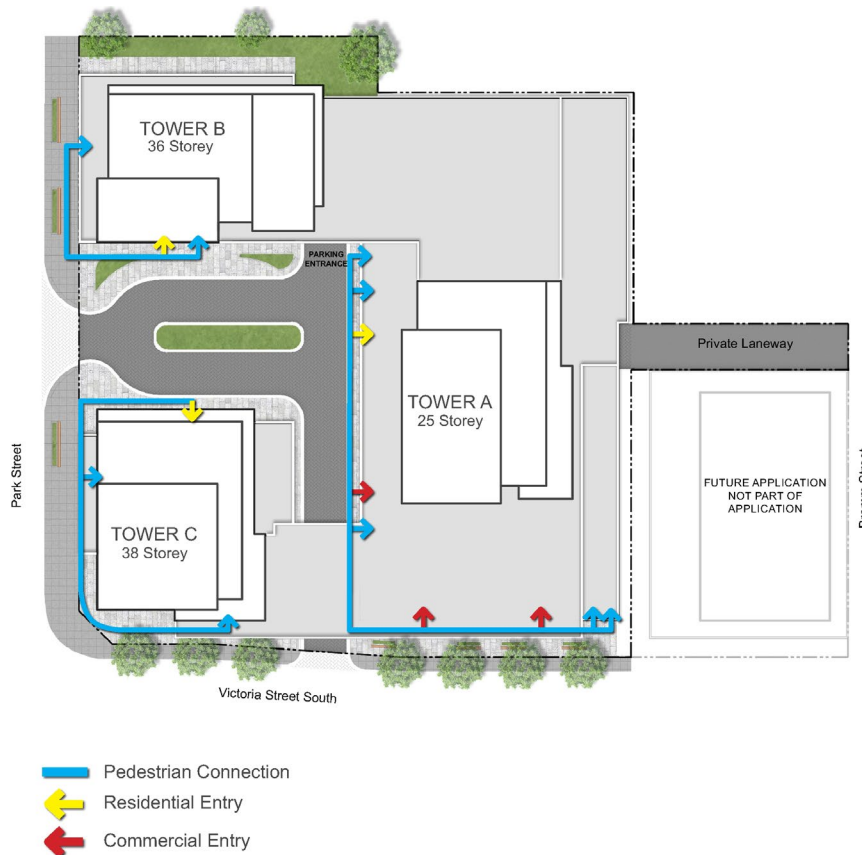 TOWER B
36 Storey
PARKING
ENTRANCE
Private Laneway
TOWER A
25 Storey
Park Street
FUTURE APPLICATION
NOT PART OF
APPLICATION
Street
TOWER C
38 Storey
Victoria Street South
Pedestrian Connection
Residential Entry
Commercial Entry